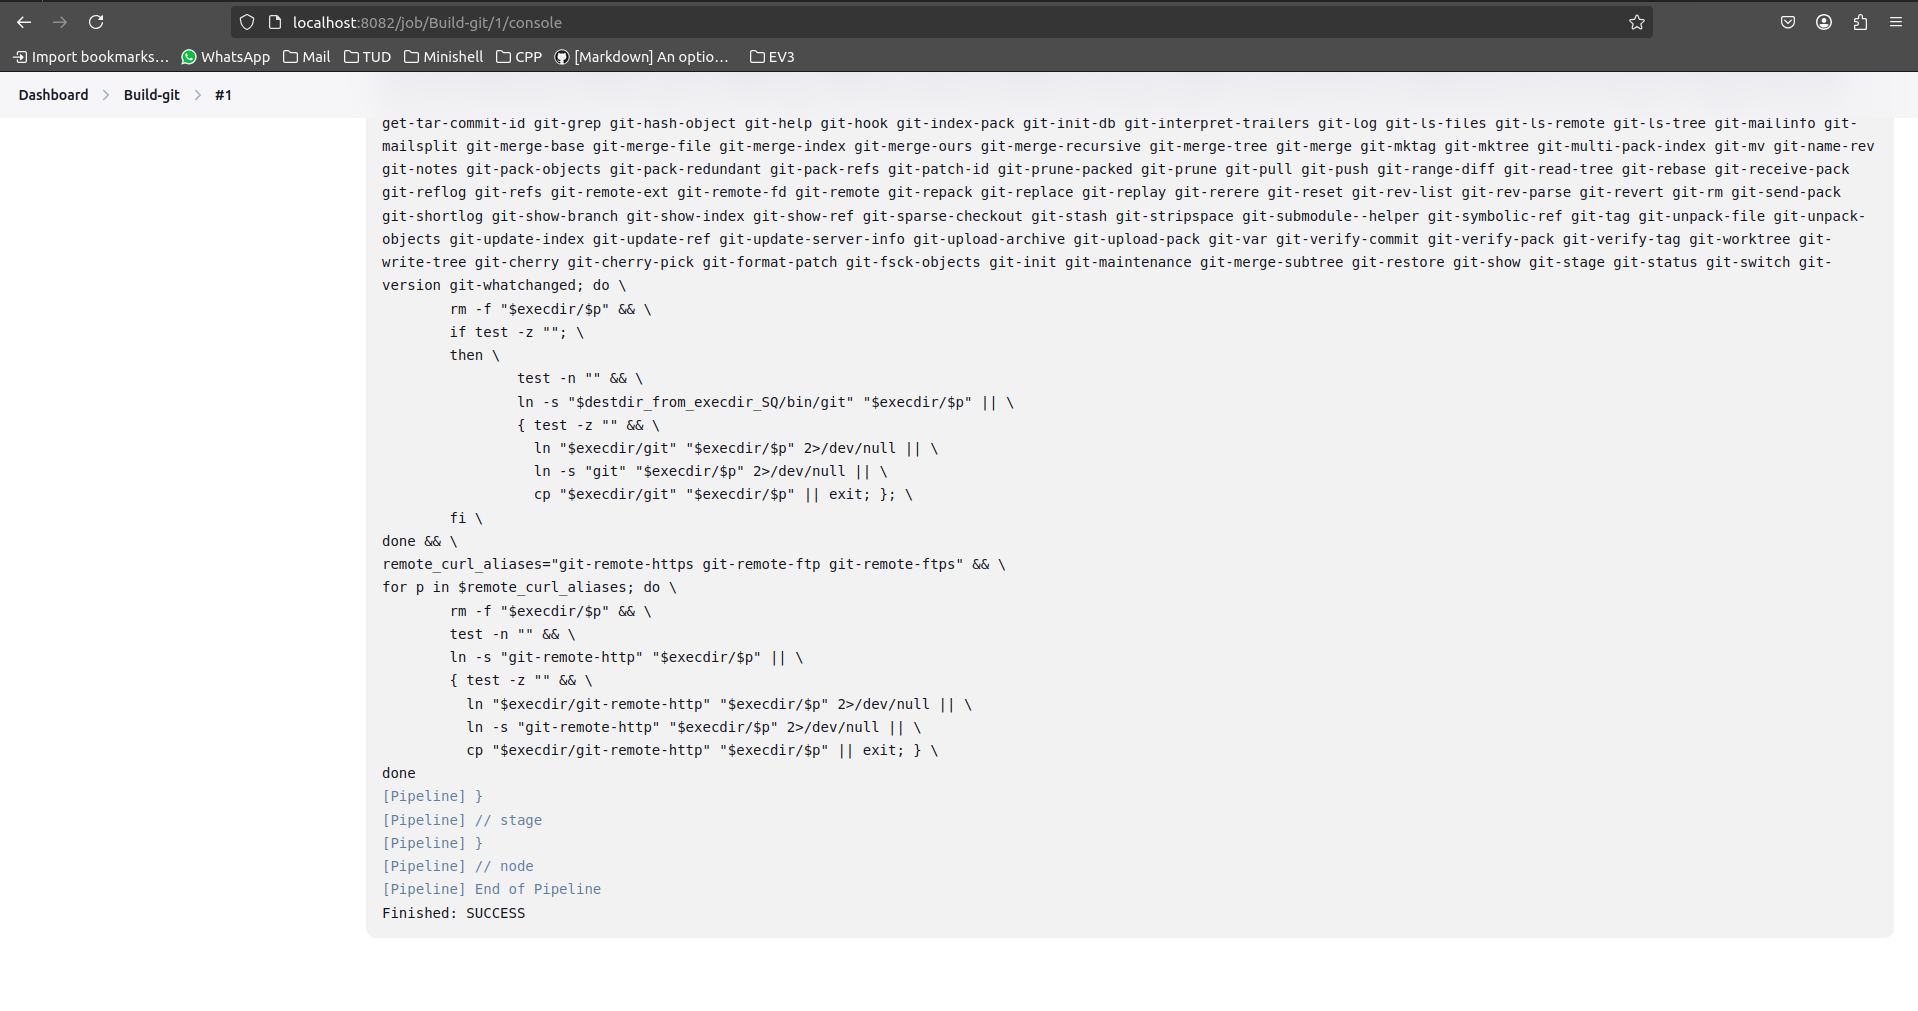 localhost:8082/job/Build-git/1/console
Import bookmarks... WhatsApp Mail TUD Minishell CPP [Markdown] An optio... EV3
Dashboard > Build-git > #1
get-tar-commit-id git-grep git-hash-object git-help git-hook git-index-pack git-init-db git-interpret-trailers git-log git-ls-files git-ls-remote git-ls-tree git-mailinfo git-
mailsplit git-merge-base git-merge-file git-merge-index git-merge-ours git-merge-recursive git-merge-tree git-merge git-mktag git-mktree git-multi-pack-index git-mv git-name-rev
git-notes git-pack-objects git-pack-redundant git-pack-refs git-patch-id git-prune-packed git-prune git-pull git-push git-range-diff git-read-tree git-rebase git-receive-pack
git-reflog git-refs git-remote-ext git-remote-fd git-remote git-repack git-replace git-replay git-rerere git-reset git-rev-list git-rev-parse git-revert git-rm git-send-pack
git-shortlog git-show-branch git-show-index git-show-ref git-sparse-checkout git-stash git-stripspace git-submodule--helper git-symbolic-ref git-tag git-unpack-file git-unpack-
objects git-update-index git-update-ref git-update-server-info git-upload-archive git-upload-pack git-var git-verify-commit git-verify-pack git-verify-tag git-worktree git-
write-tree git-cherry git-cherry-pick git-format-patch git-fsck-objects git-init git-maintenance git-merge-subtree git-restore git-show git-stage git-status git-switch git-
version git-whatchanged; do \
rm -f "$execdir/$p" && \
if test -z ""; \
then \
test -n "" && \
ln -s "$destdir_from_execdir_SQ/bin/git" "$execdir/$p" || \
{ test -z "" && \
ln "$execdir/git" "$execdir/$p" 2>/dev/null || \
ln -s "git" "$execdir/$p" 2>/dev/null || \
cp "$execdir/git" "$execdir/$p" || exit; }; \
fi \
done && \
remote_curl_aliases="git-remote-https git-remote-ftp git-remote-ftps" && \
for p in $remote_curl_aliases; do \
rm -f "$execdir/$p" && \
test -n "" && \
ln -s "git-remote-http" "$execdir/$p" || \
{ test -z "" && \
ln "$execdir/git-remote-http" "$execdir/$p" 2>/dev/null || \
ln -s "git-remote-http" "$execdir/$p" 2>/dev/null || \
cp "$execdir/git-remote-http" "$execdir/$p" || exit; } \
done
[Pipeline] }
[Pipeline] // stage
[Pipeline] }
[Pipeline] // node
[Pipeline] End of Pipeline
Finished: SUCCESS